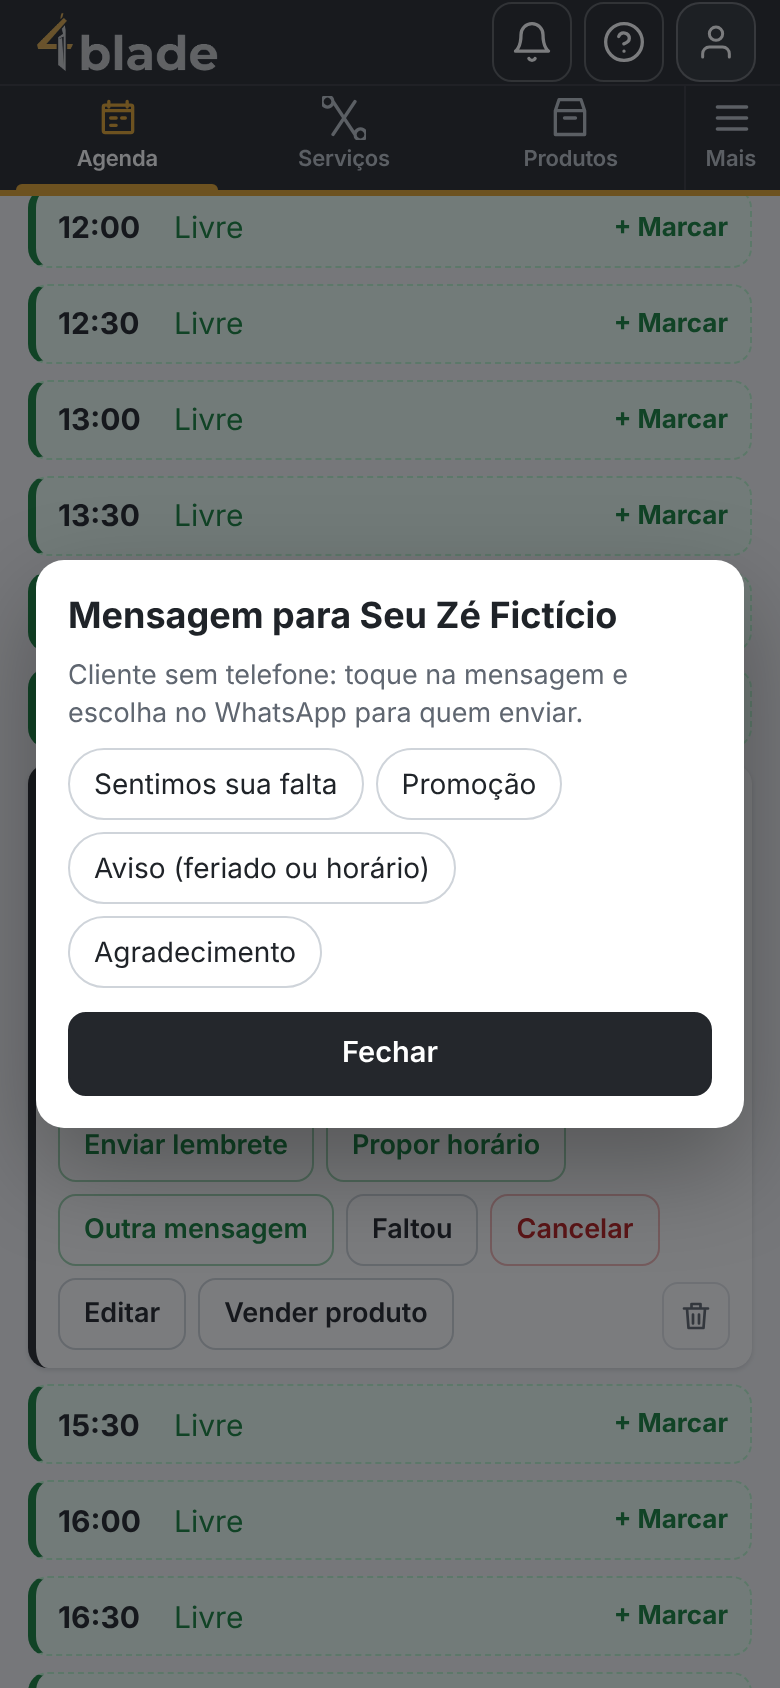 4blade
Agenda
Serviços
Produtos
Mais
12:00 Livre + Marcar
12:30 Livre + Marcar
13:00 Livre + Marcar
13:30 Livre + Marcar
Mensagem para Seu Zé Fictício
Cliente sem telefone: toque na mensagem e
escolha no WhatsApp para quem enviar.
Sentimos sua falta Promoção
Aviso (feriado ou horário)
Agradecimento
Fechar
Enviar lembrete Propor horário
Outra mensagem Faltou Cancelar
Editar Vender produto
15:30 Livre + Marcar
16:00 Livre + Marcar
16:30 Livre + Marcar